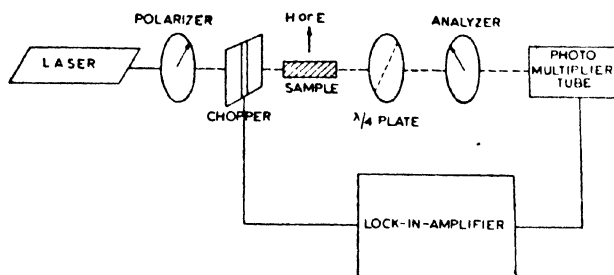 POLARIZER
H or E
ANALYZER
LASER
PHOTO
MULTIPLIER
TUBE
SAMPLE
CHOPPER
λ/4 PLATE
LOCK-IN-AMPLIFIER